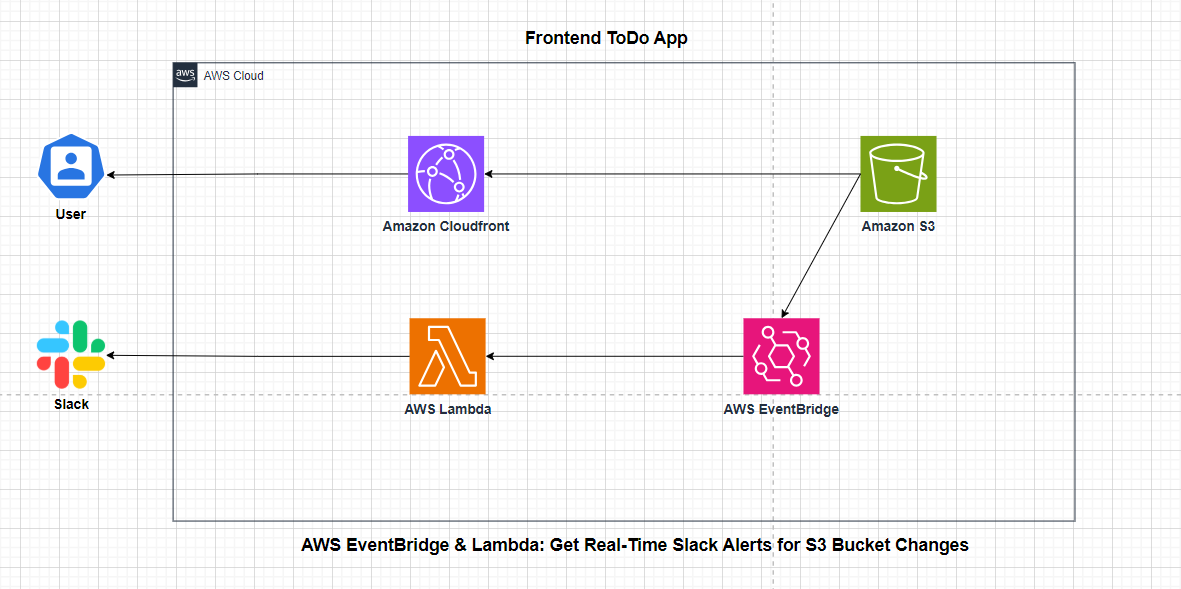 Frontend ToDo App
aws
AWS Cloud
User
Amazon Cloudfront
Amazon S3
Slack
AWS Lambda
AWS EventBridge
AWS EventBridge & Lambda: Get Real-Time Slack Alerts for S3 Bucket Changes